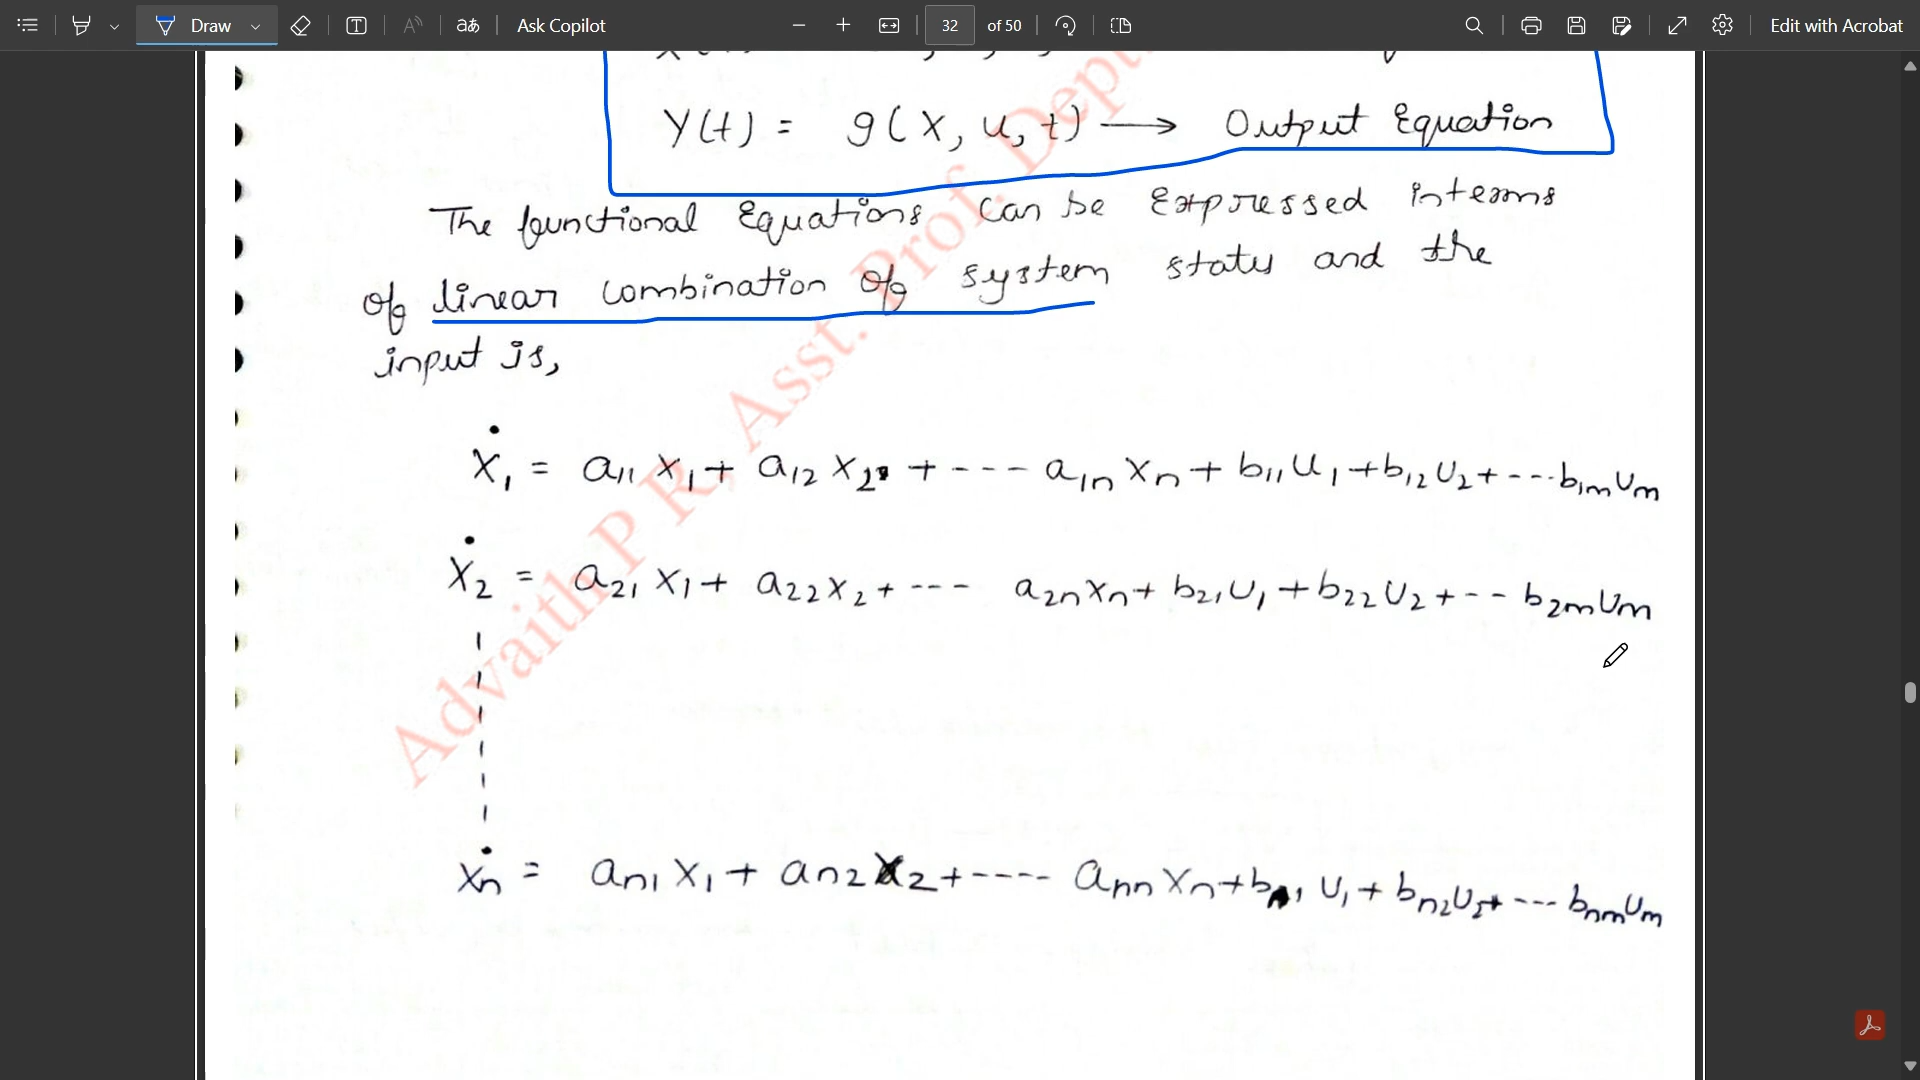 Draw
aあ
Ask Copilot
32 of 50
Edit with Acrobat
Y(t) = g(X, u, t) → Output Equation
The functional Equations can be Expressed interms
of linear combination of system states and the
input is,
Ẋ₁ = a₁₁ X₁ + a₁₂ X₂ + ---- a₁ₙ Xₙ + b₁₁ U₁ + b₁₂ U₂ + ---- b₁ₘ Uₘ
Ẋ₂ = a₂₁ X₁ + a₂₂ X₂ + --- a₂ₙ Xₙ + b₂₁ U₁ + b₂₂ U₂ + -- b₂ₘ Uₘ
Ẋₙ = aₙ₁ X₁ + aₙ₂ X₂ + ---- aₙₙ Xₙ + bₙ₁ U₁ + bₙ₂ U₂ + --- bₙₘ Uₘ
Advaith P R, Asst. Prof. Dept.